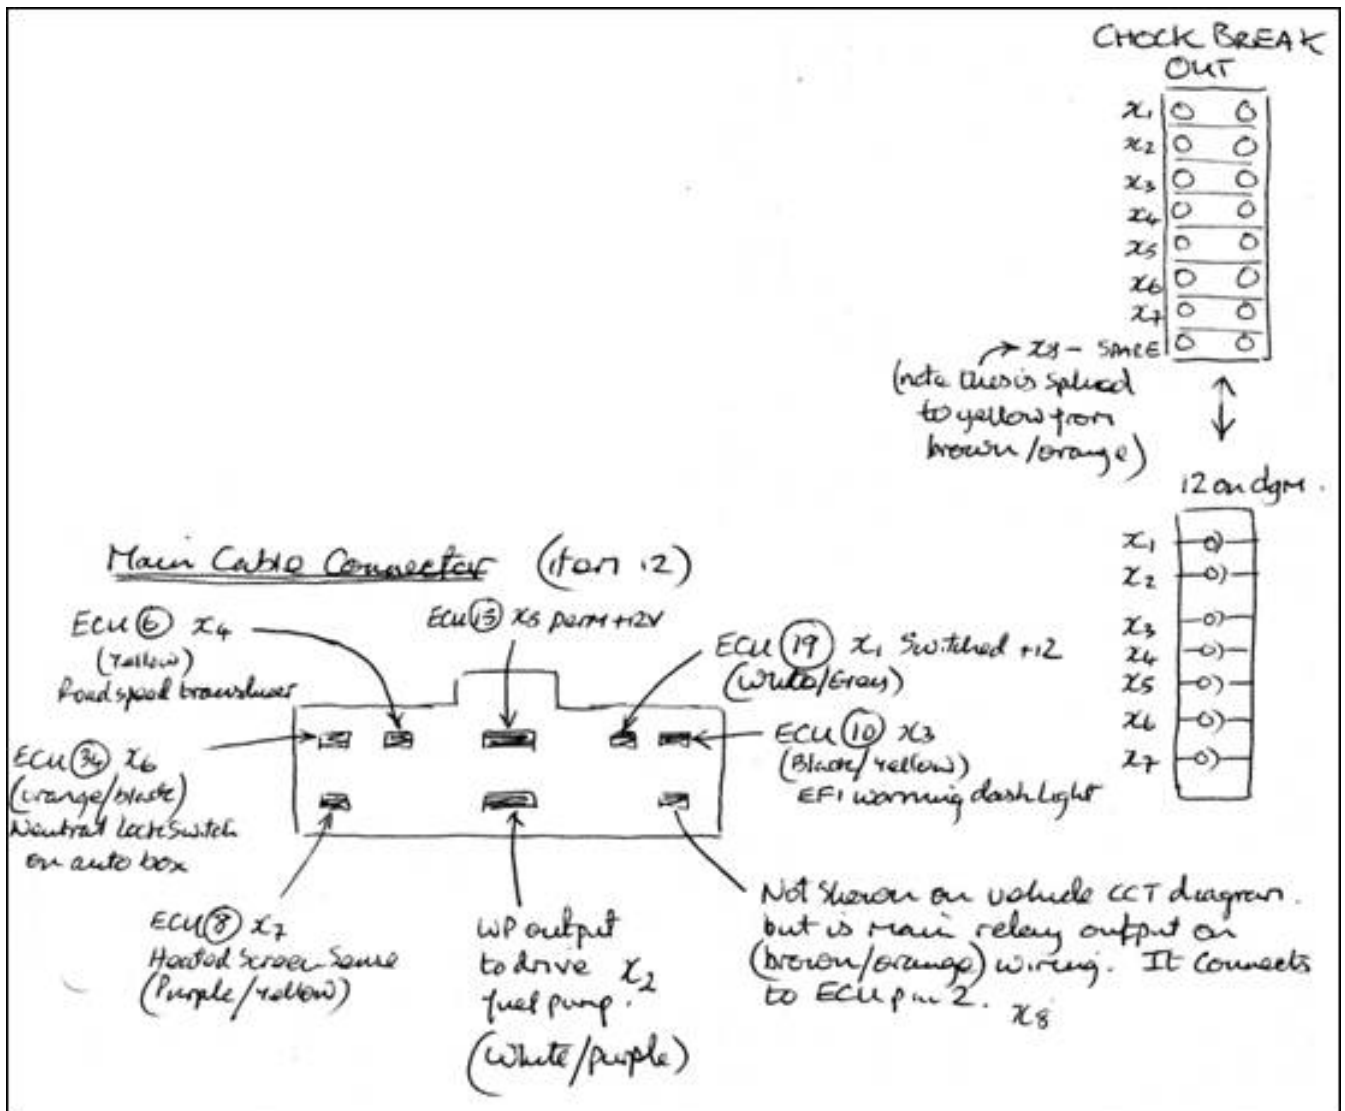 CHOCK BREAK
OUT
x1
x2
x3
x4
x5
x6
x7
x8 - SPARE
(note this is spliced
to yellow from
brown/orange)
12 on dgm.
x1
x2
x3
x4
x5
x6
x7
Main Cable Connector (item 12)
ECU 6 x4
(Yellow)
Road speed transducer
ECU 15 x5 perm +12V
ECU 19 x1 Switched +12
(White/Grey)
ECU 10 x3
(Black/Yellow)
EFI warning dash light
ECU 34 x6
(orange/black)
Neutral lock switch
on auto box
ECU 8 x7
Heated Screen Sense
(Purple/Yellow)
WP output
to drive x2
fuel pump.
(White/purple)
Not shown on vehicle CCT diagram.
but is main relay output on
(brown/orange) wiring. It connects
to ECU pin 2. x8